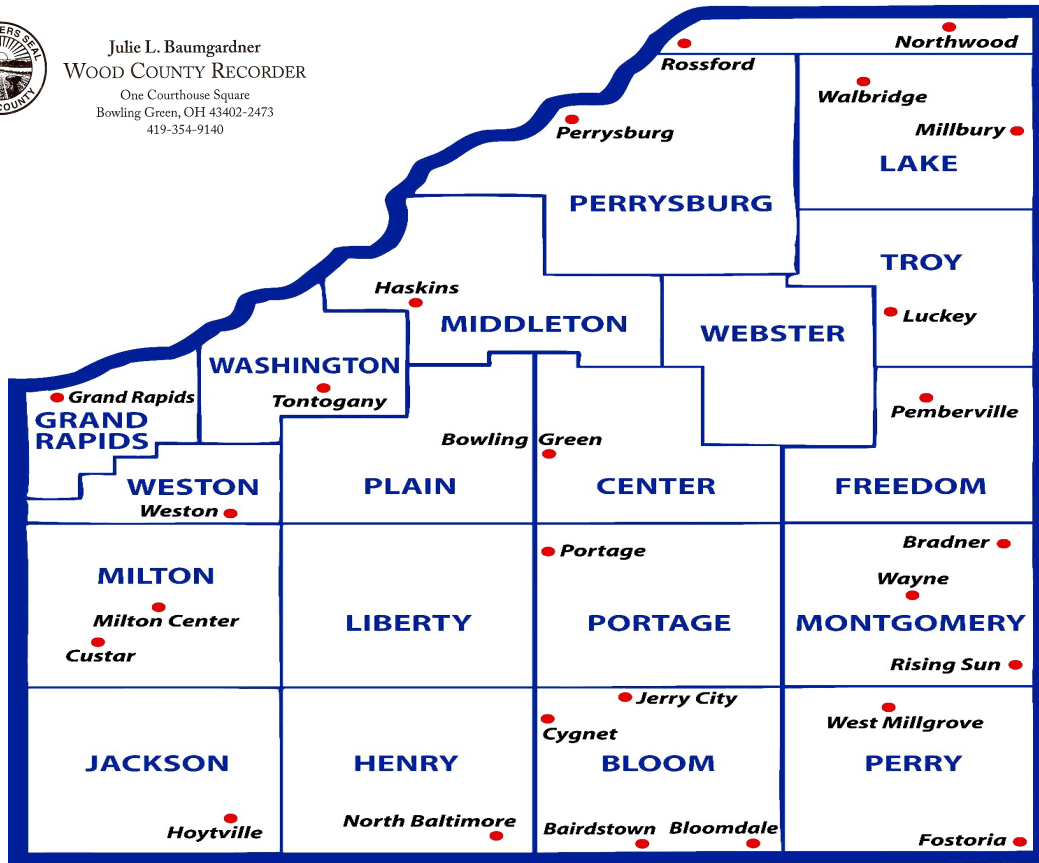 ERS SEAL
COUNTY
Julie L. Baumgardner
WOOD COUNTY RECORDER
One Courthouse Square
Bowling Green, OH 43402-2473
419-354-9140
Northwood
Rossford
Walbridge
Perrysburg
Millbury
LAKE
PERRYSBURG
TROY
Haskins
Luckey
MIDDLETON
WEBSTER
WASHINGTON
Grand Rapids
Tontogany
Pemberville
GRAND
RAPIDS
Bowling Green
WESTON
PLAIN
CENTER
FREEDOM
Weston
Bradner
Portage
MILTON
Wayne
Milton Center
LIBERTY
PORTAGE
MONTGOMERY
Custar
Rising Sun
Jerry City
West Millgrove
Cygnet
JACKSON
HENRY
BLOOM
PERRY
North Baltimore
Hoytville
Bairdstown
Bloomdale
Fostoria